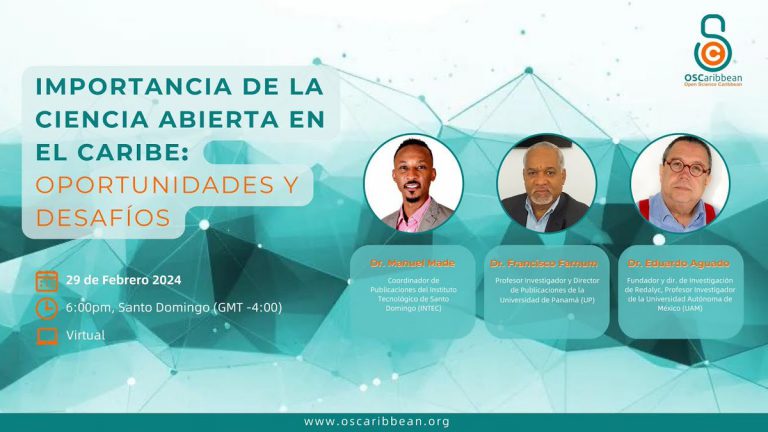 OSCaribbean
Open Science Caribbean
IMPORTANCIA DE LA
CIENCIA ABIERTA EN
EL CARIBE:
OPORTUNIDADES Y
DESAFÍOS
29 de Febrero 2024
6:00pm, Santo Domingo (GMT -4:00)
Virtual
Dr. Manuel Made
Coordinador de
Publicaciones del Instituto
Tecnológico de Santo
Domingo (INTEC)
Dr. Francisco Farnum
Profesor Investigador y Director
de Publicaciones de la
Universidad de Panamá (UP)
Dr. Eduardo Aguado
Fundador y dir. de Investigación
de Redalyc, Profesor Investigador
de la Universidad Autónoma de
México (UAM)
www.oscaribbean.org